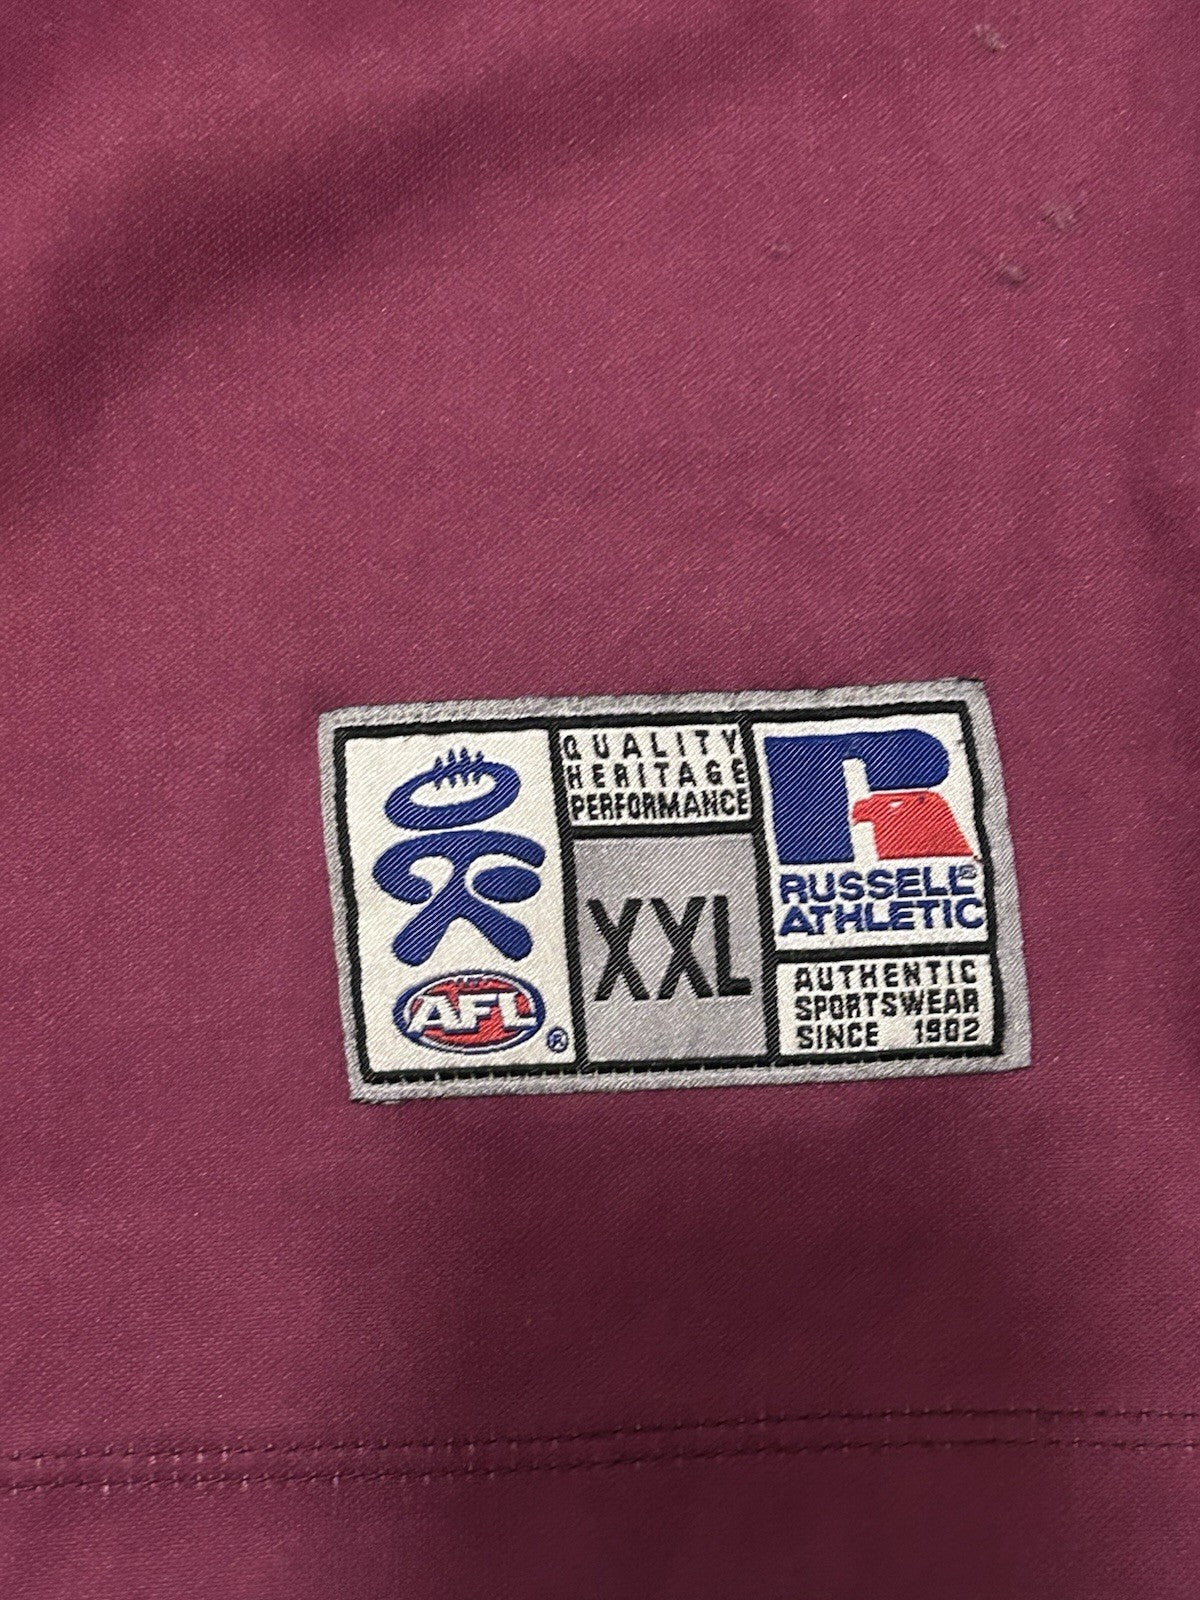 AFL
®
QUALITY
HERITAGE
PERFORMANCE
XXL
R
RUSSELL®
ATHLETIC
AUTHENTIC
SPORTSWEAR
SINCE 1902